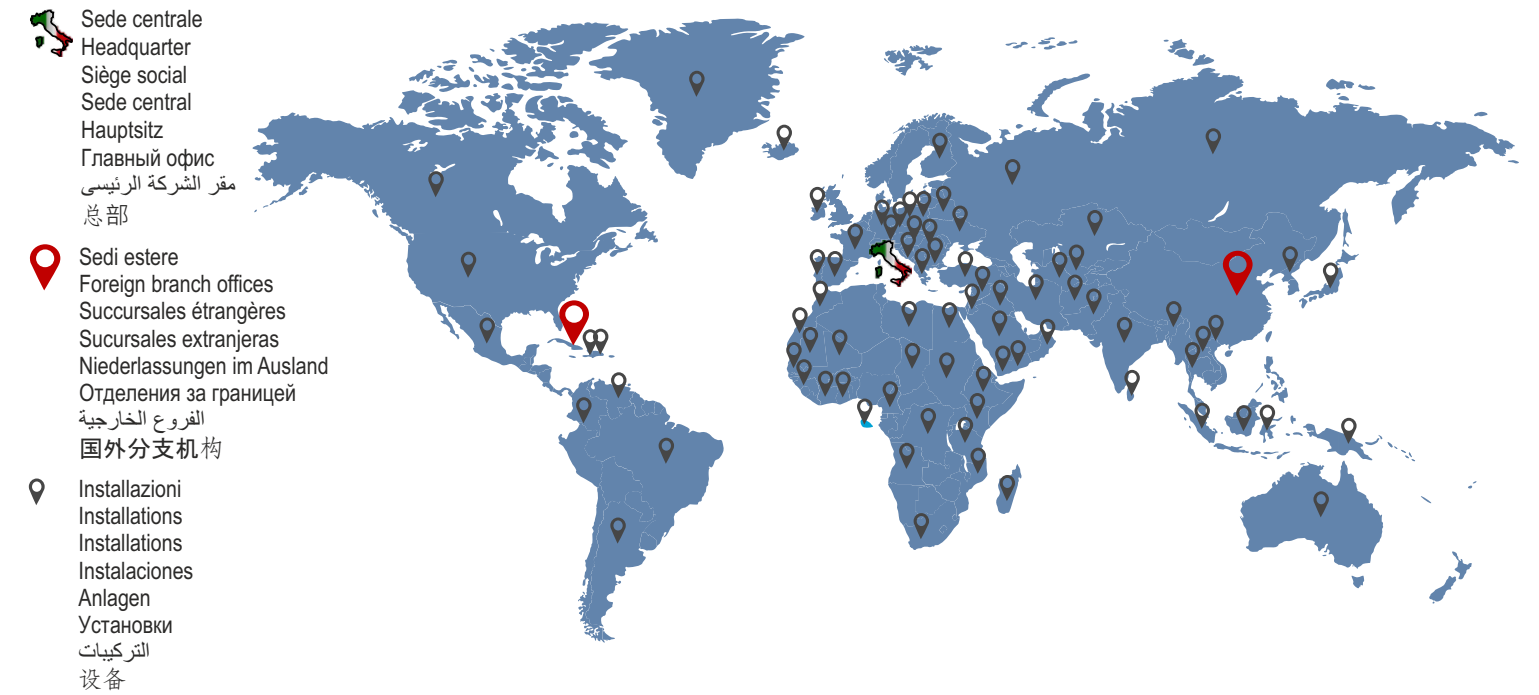 Sede centrale
Headquarter
Siège social
Sede central
Hauptsitz
Главный офис
مقر الشركة الرئيسى
总部
Sedi estere
Foreign branch offices
Succursales étrangères
Sucursales extranjeras
Niederlassungen im Ausland
Отделения за границей
الفروع الخارجية
国外分支机构
Installazioni
Installations
Installations
Instalaciones
Anlagen
Установки
التركيبات
设备